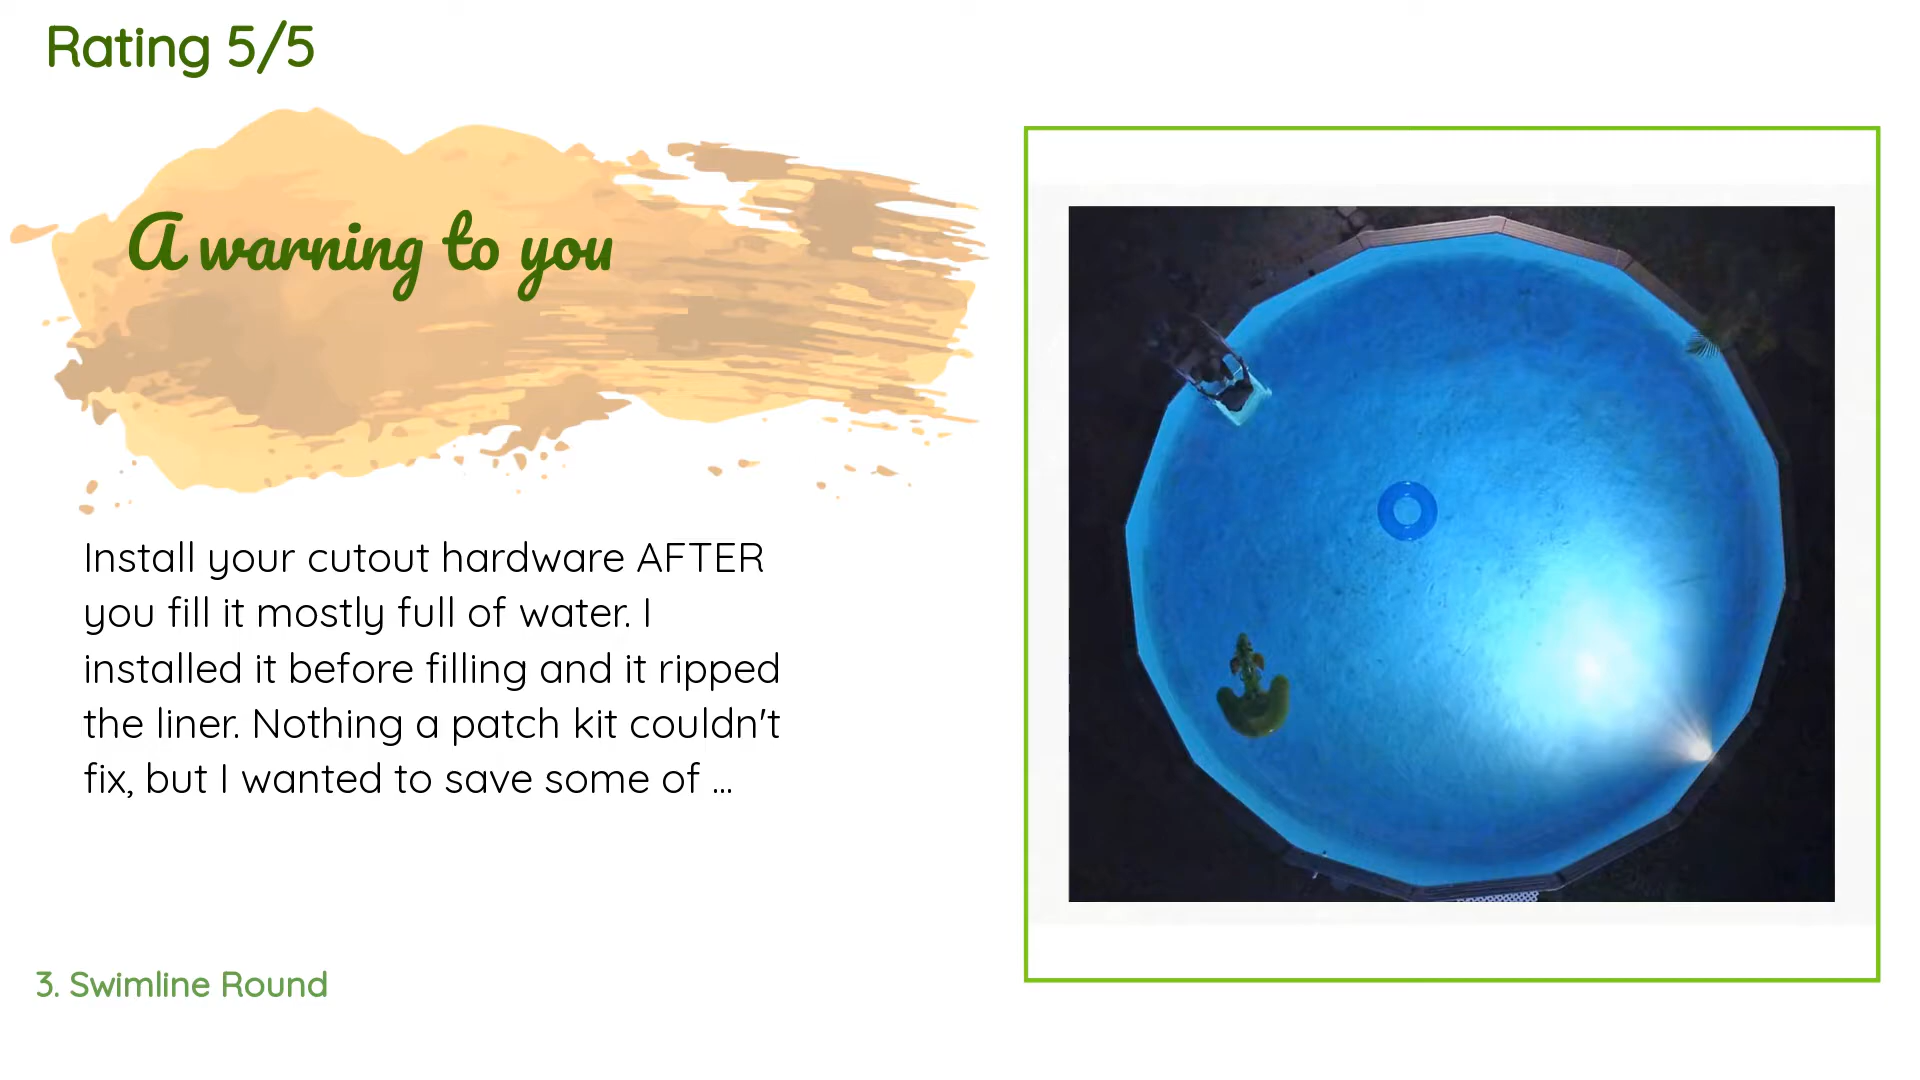 Rating 5/5
A warning to you
Install your cutout hardware AFTER
you fill it mostly full of water. I
installed it before filling and it ripped
the liner. Nothing a patch kit couldn't
fix, but I wanted to save some of ...
3. Swimline Round